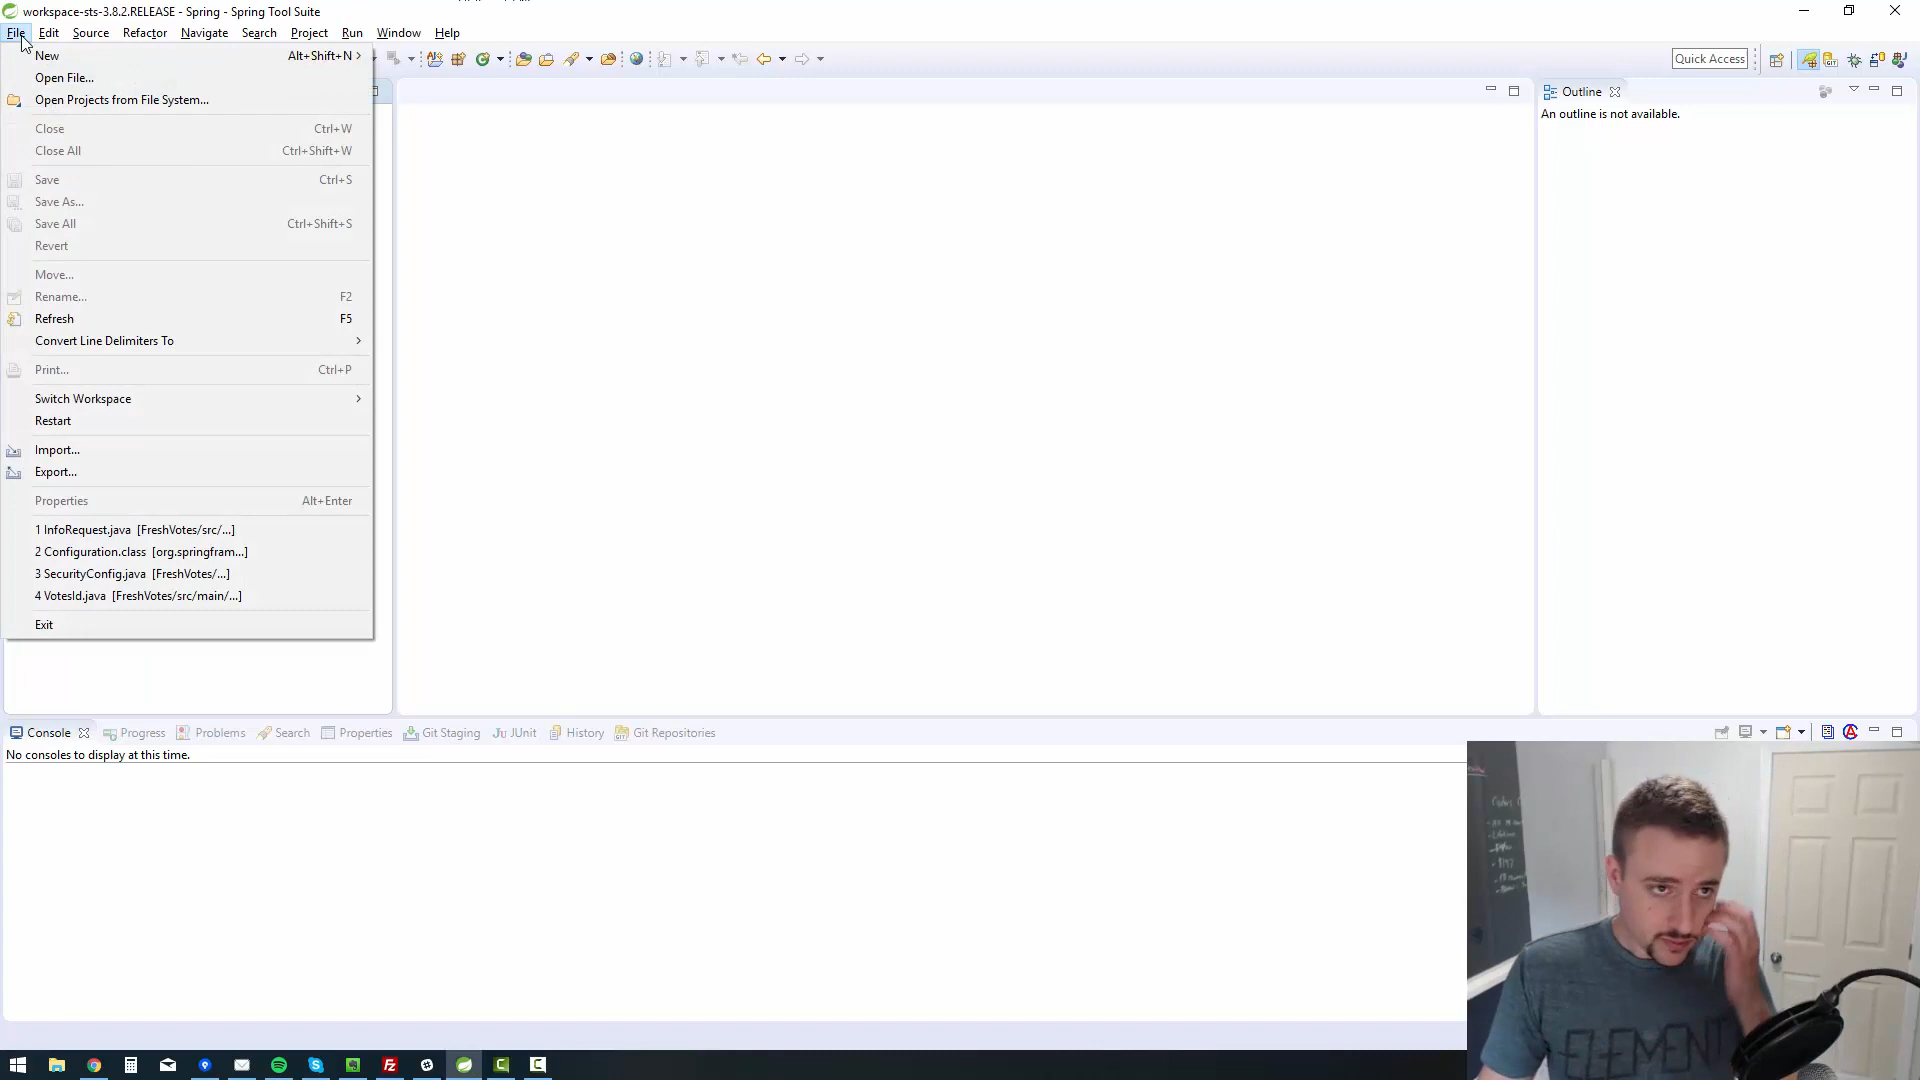 workspace-sts-3.8.2.RELEASE - Spring - Spring Tool Suite
File Edit Source Refactor Navigate Search Project Run Window Help
New Alt+Shift+N
Open File...
Open Projects from File System...
Close Ctrl+W
Close All Ctrl+Shift+W
Save Ctrl+S
Save As...
Save All Ctrl+Shift+S
Revert
Move...
Rename... F2
Refresh F5
Convert Line Delimiters To
Print... Ctrl+P
Switch Workspace
Restart
Import...
Export...
Properties Alt+Enter
1 InfoRequest.java [FreshVotes/src/...]
2 Configuration.class [org.springfram...]
3 SecurityConfig.java [FreshVotes/...]
4 VotesId.java [FreshVotes/src/main/...]
Exit
Quick Access
Outline
An outline is not available.
Console Progress Problems Search Properties Git Staging JUnit History Git Repositories
No consoles to display at this time.
ELEMENT